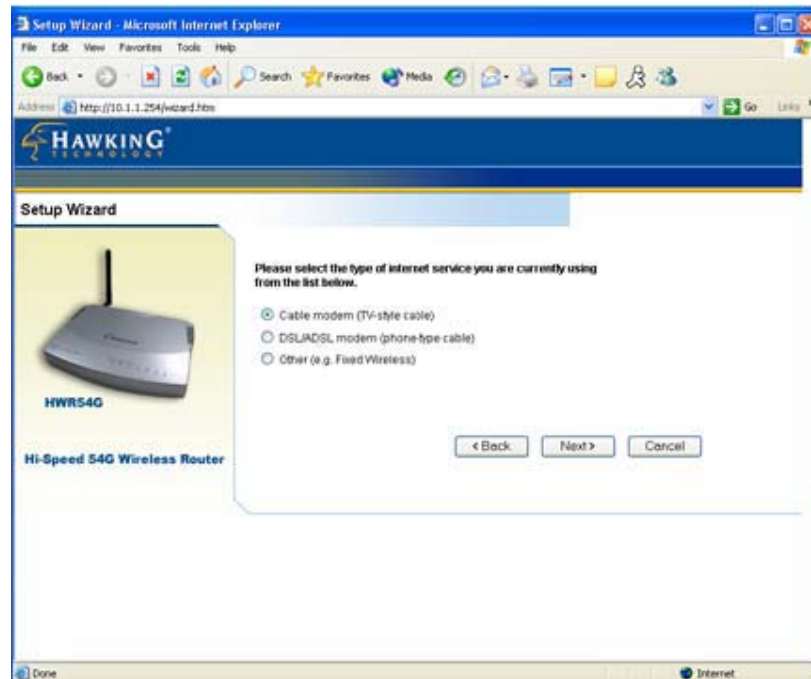 Setup Wizard - Microsoft Internet Explorer
File Edit View Favorites Tools Help
Back Search Favorites Media
Address http://10.1.1.254/wizard.htm Go Links
HAWKING
TECHNOLOGY
Setup Wizard
Please select the type of internet service you are currently using
from the list below.
Cable modem (TV-style cable)
DSL/ADSL modem (phone-type cable)
Other (e.g. Fixed Wireless)
HWR54G
< Back Next > Cancel
Hi-Speed 54G Wireless Router
Done Internet